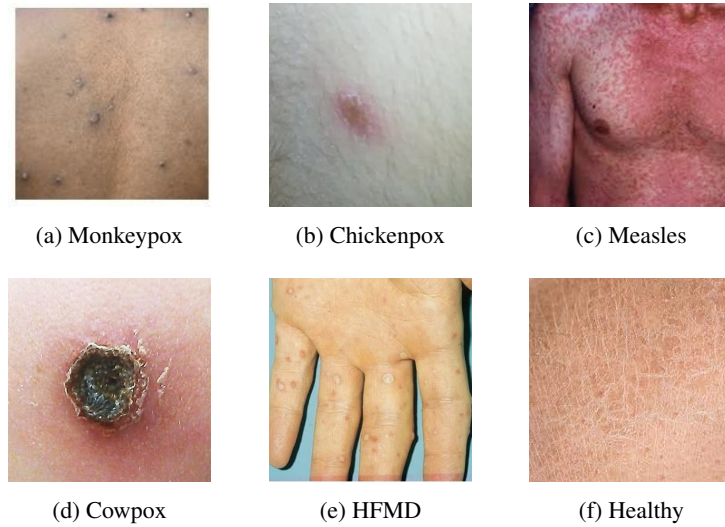 (a) Monkeypox
(b) Chickenpox
(c) Measles
(d) Cowpox
(e) HFMD
(f) Healthy